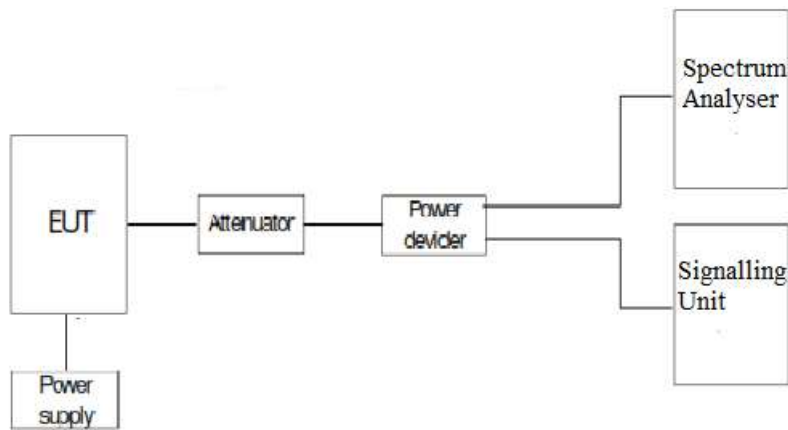 Spectrum
Analyser
EUT
Attenuator
Power
devider
Signalling
Unit
Power
supply